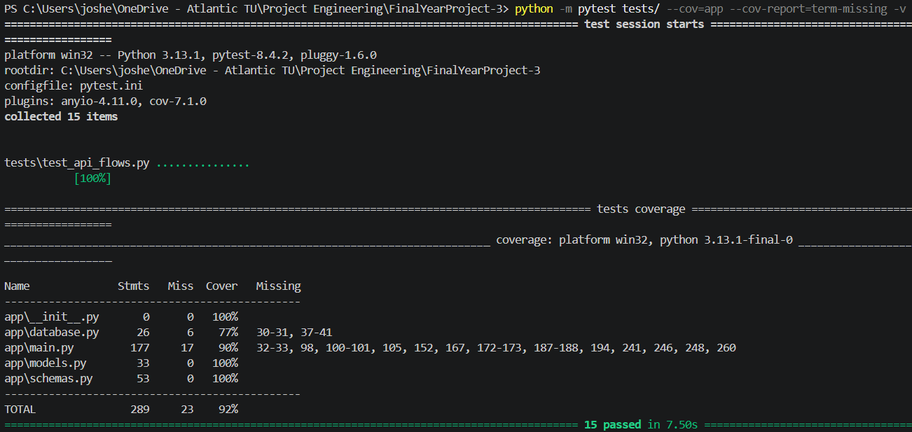 PS C:\Users\joshe\OneDrive - Atlantic TU\Project Engineering\FinalYearProject-3> python -m pytest tests/ --cov=app --cov-report=term-missing -v
========================================================================================= test session starts ================================
=================
platform win32 -- Python 3.13.1, pytest-8.4.2, pluggy-1.6.0
rootdir: C:\Users\joshe\OneDrive - Atlantic TU\Project Engineering\FinalYearProject-3
configfile: pytest.ini
plugins: anyio-4.11.0, cov-7.1.0
collected 15 items
tests\test_api_flows.py ...............
[100%]
============================================================================================ tests coverage ===================================
=================
_____________________________________________________________________________ coverage: platform win32, python 3.13.1-final-0 __________________
_________________
Name Stmts Miss Cover Missing
-----------------------------------------------
app\__init__.py 0 0 100%
app\database.py 26 6 77% 30-31, 37-41
app\main.py 177 17 90% 32-33, 98, 100-101, 105, 152, 167, 172-173, 187-188, 194, 241, 246, 248, 260
app\models.py 33 0 100%
app\schemas.py 53 0 100%
-----------------------------------------------
TOTAL 289 23 92%
========================================================================================== 15 passed in 7.50s ==================================